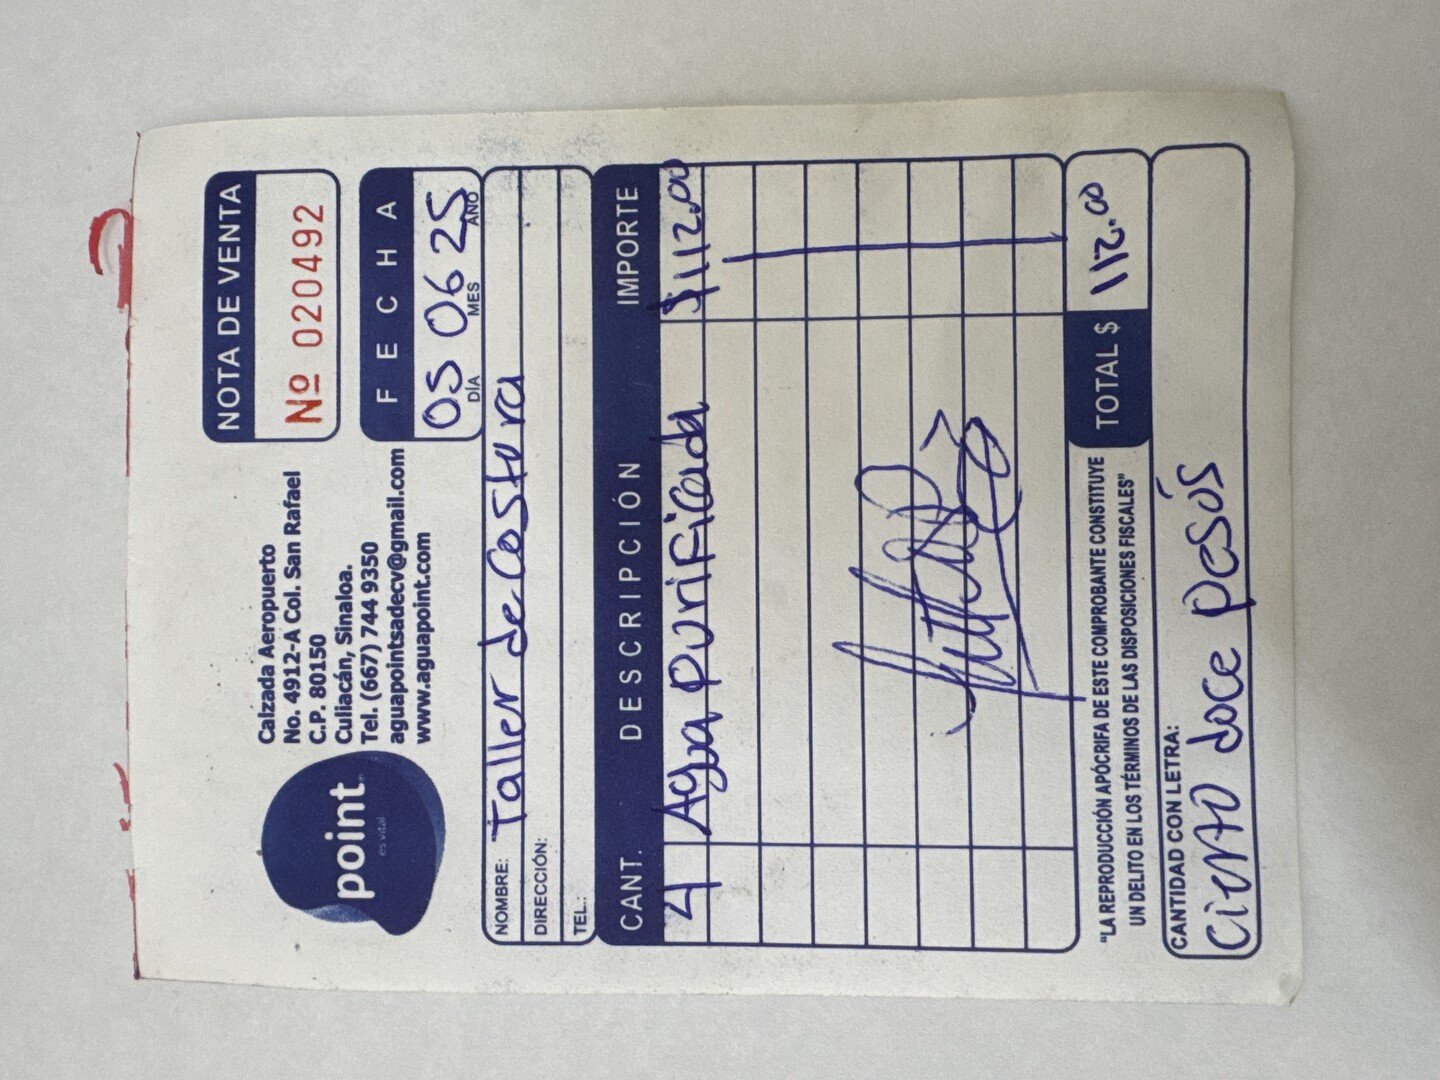 point
es vital
Calzada Aeropuerto
No. 4912-A Col. San Rafael
C.P. 80150
Culiacán, Sinaloa.
Tel. (667) 744 9350
aguapointsadecv@gmail.com
www.aguapoint.com
NOTA DE VENTA
Nº 020492
FECHA
05 06 25
DÍA MES AÑO
NOMBRE: Taller de Costura
DIRECCIÓN:
TEL.:
CANT. DESCRIPCIÓN IMPORTE
4 Agua Purificada $112.00
"LA REPRODUCCIÓN APÓCRIFA DE ESTE COMPROBANTE CONSTITUYE
UN DELITO EN LOS TÉRMINOS DE LAS DISPOSICIONES FISCALES"
TOTAL $ 112.00
CANTIDAD CON LETRA:
Ciento doce pesos